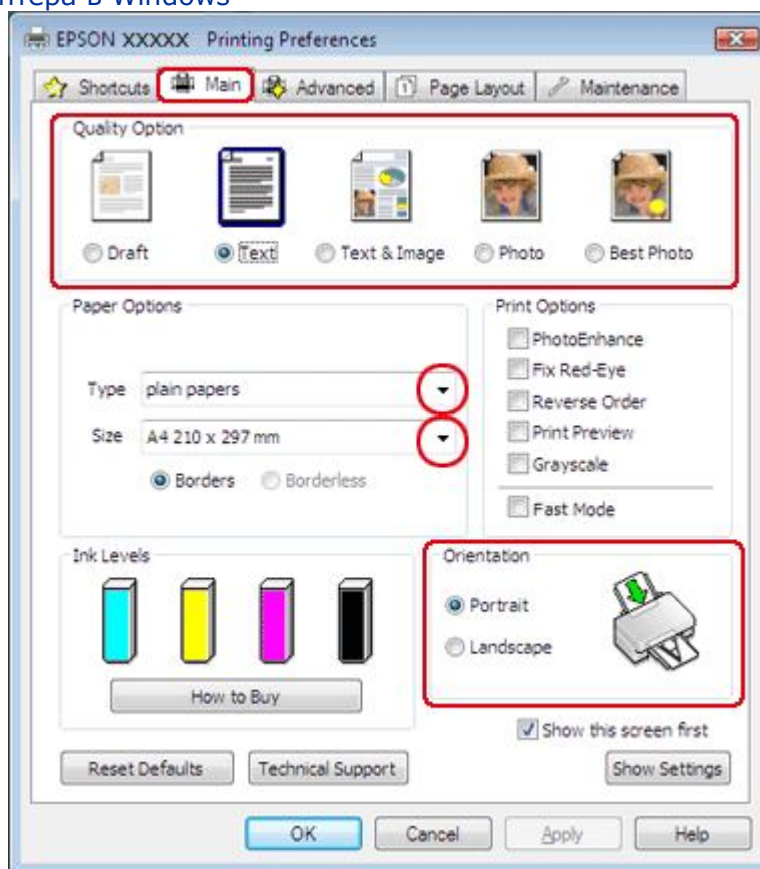 тера в Windows
EPSON XXXXX Printing Preferences
Shortcuts Main Advanced Page Layout Maintenance
Quality Option
Draft Text Text & Image Photo Best Photo
Paper Options
Type plain papers
Size A4 210 x 297 mm
Borders Borderless
Print Options
PhotoEnhance
Fix Red-Eye
Reverse Order
Print Preview
Grayscale
Fast Mode
Ink Levels
How to Buy
Orientation
Portrait
Landscape
Show this screen first
Reset Defaults Technical Support Show Settings
OK Cancel Apply Help